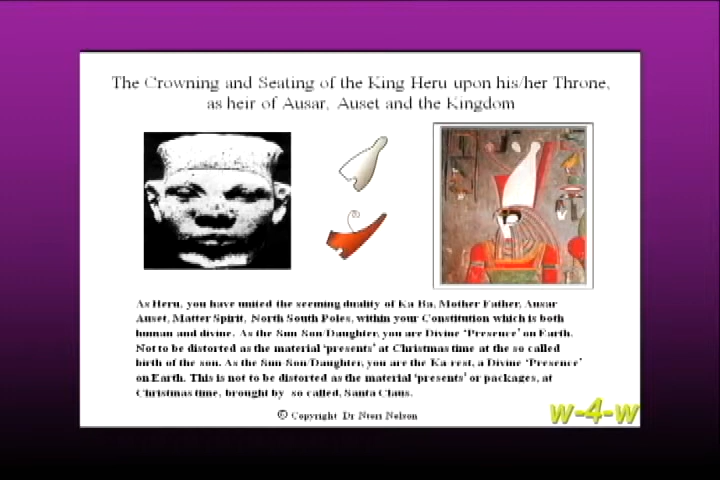 The Crowning and Seating of the King Heru upon his/her Throne,
as heir of Ausar, Auset and the Kingdom
As Heru, you have united the seeming duality of Ka Ba, Mother Father, Ausar
Auset, Matter Spirit, North South Poles, within your Constitution which is both
human and divine. As the Sun Son/Daughter, you are Divine 'Presence' on Earth.
Not to be distorted as the material 'presents' at Christmas time at the so called
birth of the son. As the Sun Son/Daughter, you are the Ka rest, a Divine 'Presence'
on Earth. This is not to be distorted as the material 'presents' or packages, at
Christmas time, brought by so called, Santa Claus.
© Copyright Dr Nteri Nelson
w-4-w